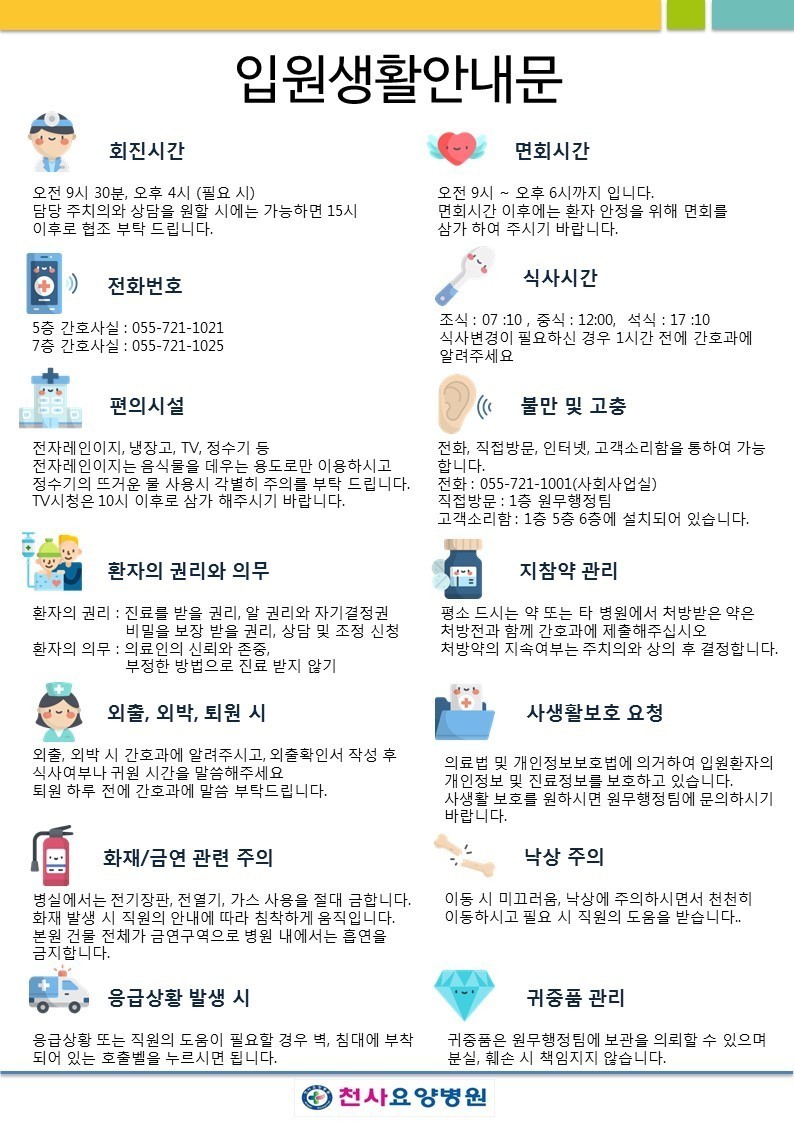 입원생활안내문
회진시간
오전 9시 30분, 오후 4시 (필요 시)
담당 주치의와 상담을 원할 시에는 가능하면 15시
이후로 협조 부탁 드립니다.
면회시간
오전 9시 ~ 오후 6시까지 입니다.
면회시간 이후에는 환자 안정을 위해 면회를
삼가 하여 주시기 바랍니다.
전화번호
5층 간호사실 : 055-721-1021
7층 간호사실 : 055-721-1025
식사시간
조식 : 07 :10 , 중식 : 12:00, 석식 : 17 :10
식사변경이 필요하신 경우 1시간 전에 간호과에
알려주세요
편의시설
전자레인이지, 냉장고, TV, 정수기 등
전자레인이지는 음식물을 데우는 용도로만 이용하시고
정수기의 뜨거운 물 사용시 각별히 주의를 부탁 드립니다.
TV시청은 10시 이후로 삼가 해주시기 바랍니다.
불만 및 고충
전화, 직접방문, 인터넷, 고객소리함을 통하여 가능
합니다.
전화 : 055-721-1001(사회사업실)
직접방문 : 1층 원무행정팀
고객소리함 : 1층 5층 6층에 설치되어 있습니다.
환자의 권리와 의무
환자의 권리 : 진료를 받을 권리, 알 권리와 자기결정권
비밀을 보장 받을 권리, 상담 및 조정 신청
환자의 의무 : 의료인의 신뢰와 존중,
부정한 방법으로 진료 받지 않기
지참약 관리
평소 드시는 약 또는 타 병원에서 처방받은 약은
처방전과 함께 간호과에 제출해주십시오
처방약의 지속여부는 주치의와 상의 후 결정합니다.
외출, 외박, 퇴원 시
외출, 외박 시 간호과에 알려주시고, 외출확인서 작성 후
식사여부나 귀원 시간을 말씀해주세요
퇴원 하루 전에 간호과에 말씀 부탁드립니다.
사생활보호 요청
의료법 및 개인정보보호법에 의거하여 입원환자의
개인정보 및 진료정보를 보호하고 있습니다.
사생활 보호를 원하시면 원무행정팀에 문의하시기
바랍니다.
화재/금연 관련 주의
병실에서는 전기장판, 전열기, 가스 사용을 절대 금합니다.
화재 발생 시 직원의 안내에 따라 침착하게 움직입니다.
본원 건물 전체가 금연구역으로 병원 내에서는 흡연을
금지합니다.
낙상 주의
이동 시 미끄러움, 낙상에 주의하시면서 천천히
이동하시고 필요 시 직원의 도움을 받습니다..
응급상황 발생 시
응급상황 또는 직원의 도움이 필요할 경우 벽, 침대에 부착
되어 있는 호출벨을 누르시면 됩니다.
귀중품 관리
귀중품은 원무행정팀에 보관을 의뢰할 수 있으며
분실, 훼손 시 책임지지 않습니다.
천사요양병원